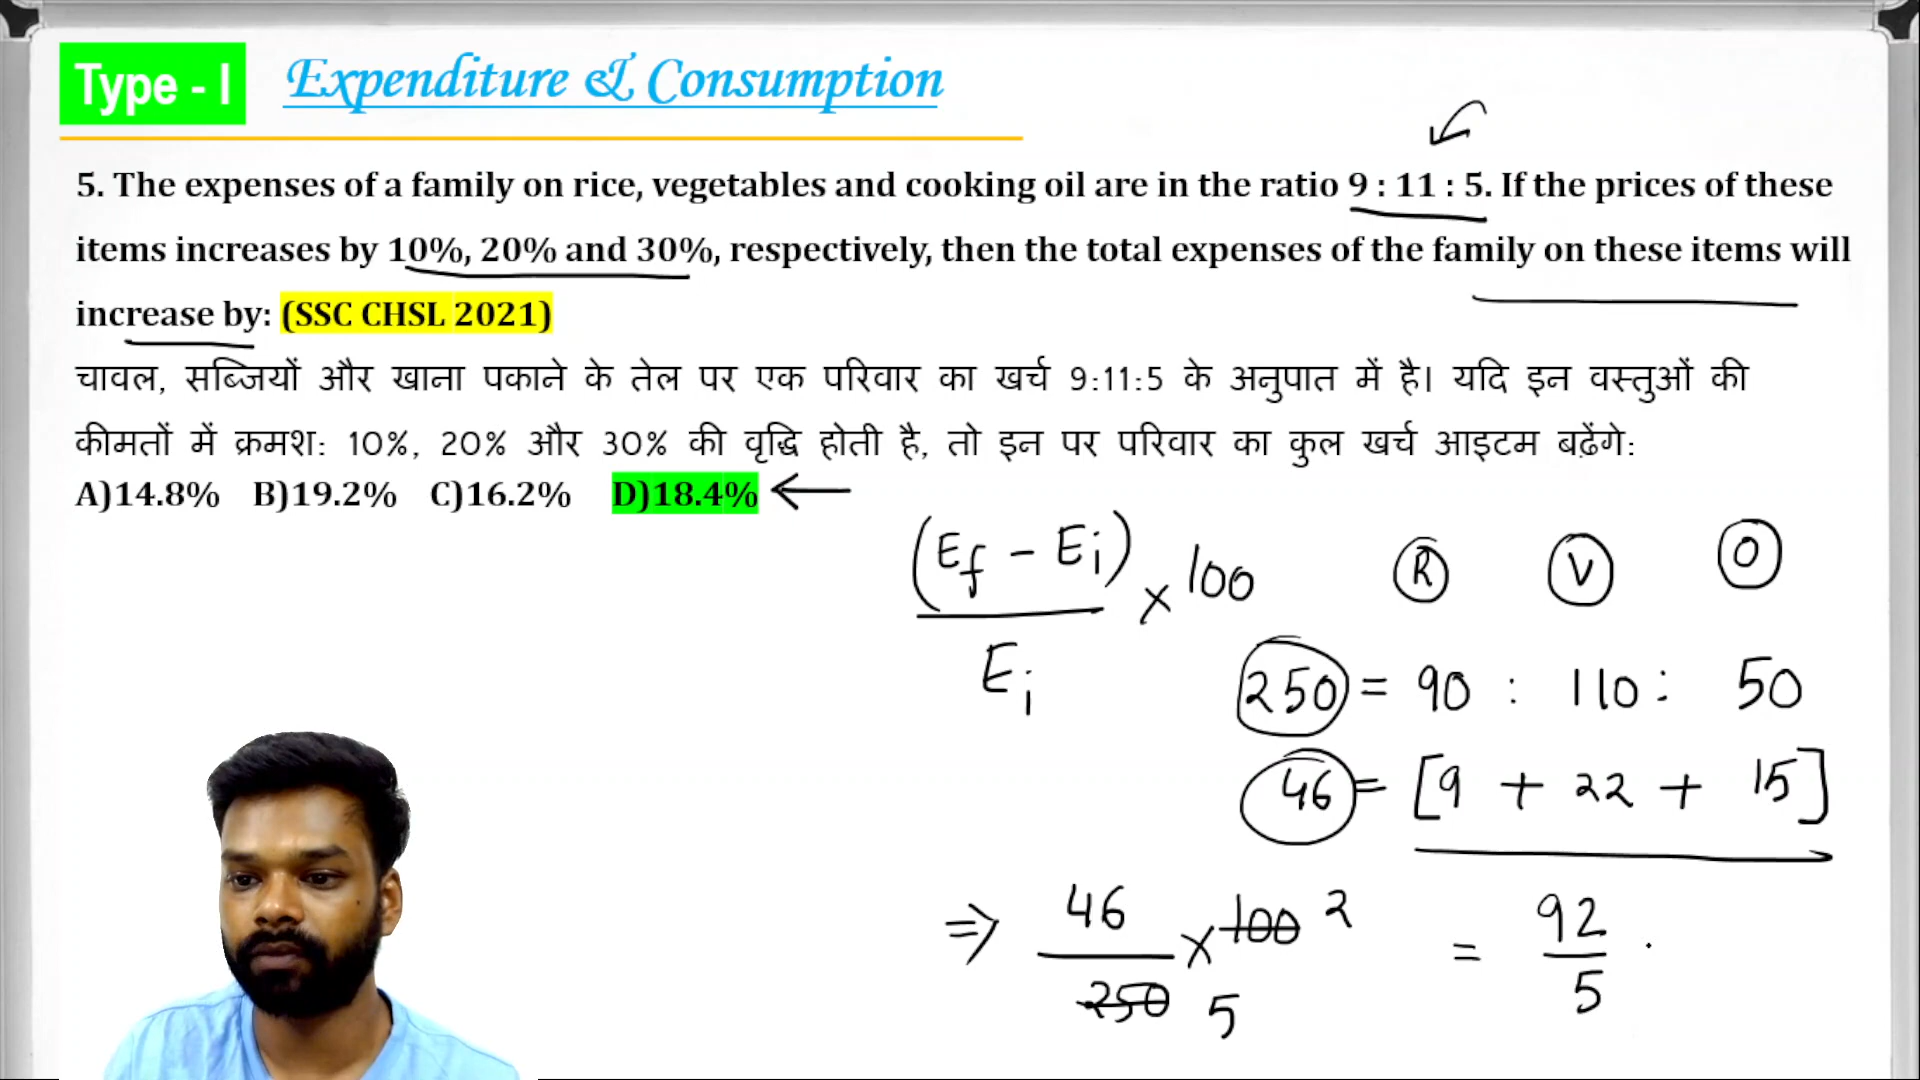 Type - I Expenditure & Consumption
5. The expenses of a family on rice, vegetables and cooking oil are in the ratio 9 : 11 : 5. If the prices of these
items increases by 10%, 20% and 30%, respectively, then the total expenses of the family on these items will
increase by: (SSC CHSL 2021)
चावल, सब्जियों और खाना पकाने के तेल पर एक परिवार का खर्च 9:11:5 के अनुपात में है। यदि इन वस्तुओं की
कीमतों में क्रमश: 10%, 20% और 30% की वृद्धि होती है, तो इन पर परिवार का कुल खर्च आइटम बढ़ेंगे:
A)14.8% B)19.2% C)16.2% D)18.4%
(Ef - Ei) × 100
Ei
R V O
250 = 90 : 110 : 50
46 = [9 + 22 + 15]
⇒ 46 × 100 2 = 92
250 5 5